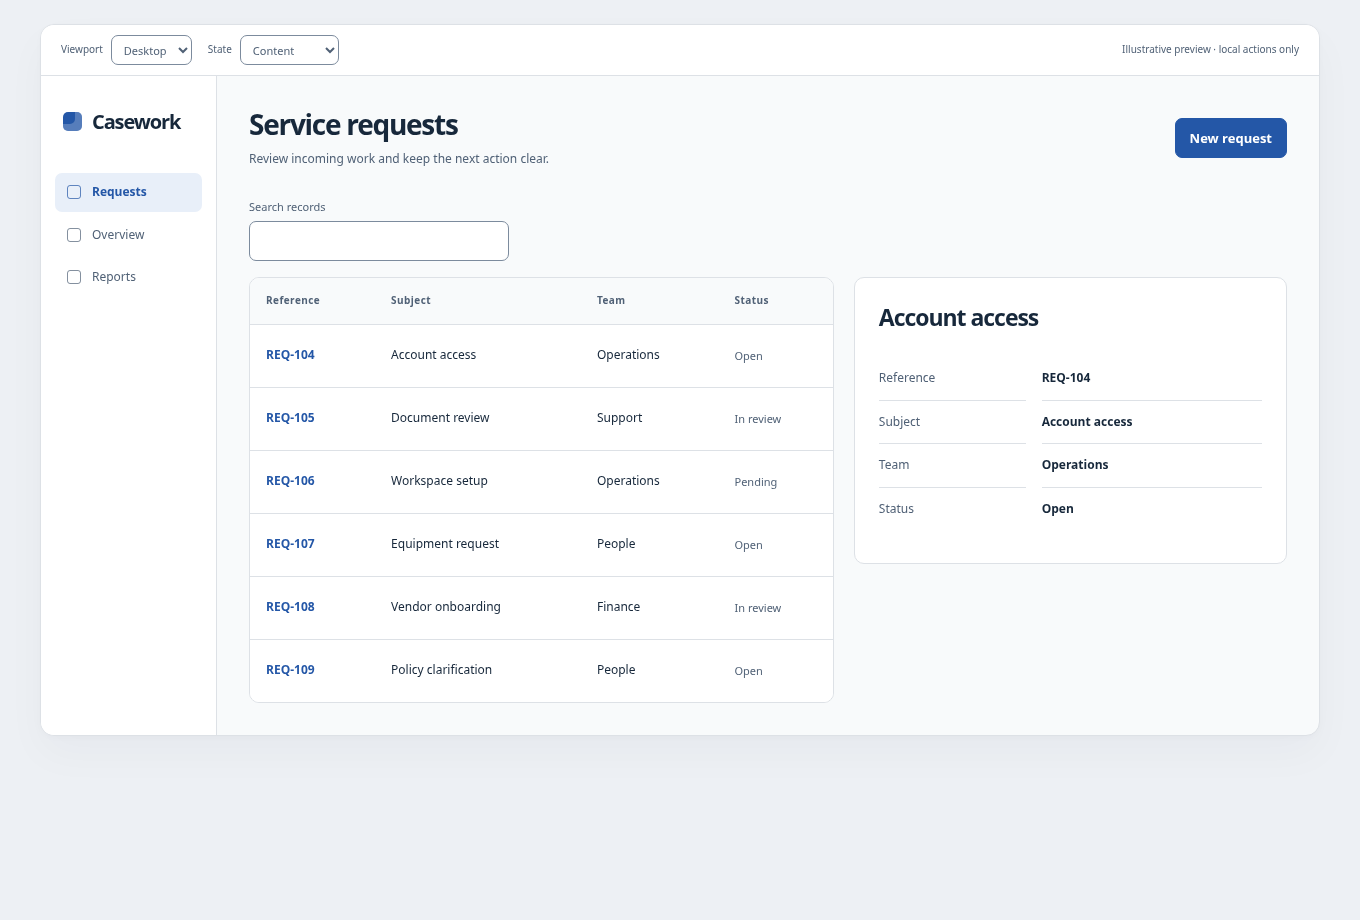 Viewport Desktop State Content Illustrative preview · local actions only
Casework
Requests
Overview
Reports
Service requests
Review incoming work and keep the next action clear.
New request
Search records
Reference Subject Team Status
REQ-104 Account access Operations Open
REQ-105 Document review Support In review
REQ-106 Workspace setup Operations Pending
REQ-107 Equipment request People Open
REQ-108 Vendor onboarding Finance In review
REQ-109 Policy clarification People Open
Account access
Reference REQ-104
Subject Account access
Team Operations
Status Open